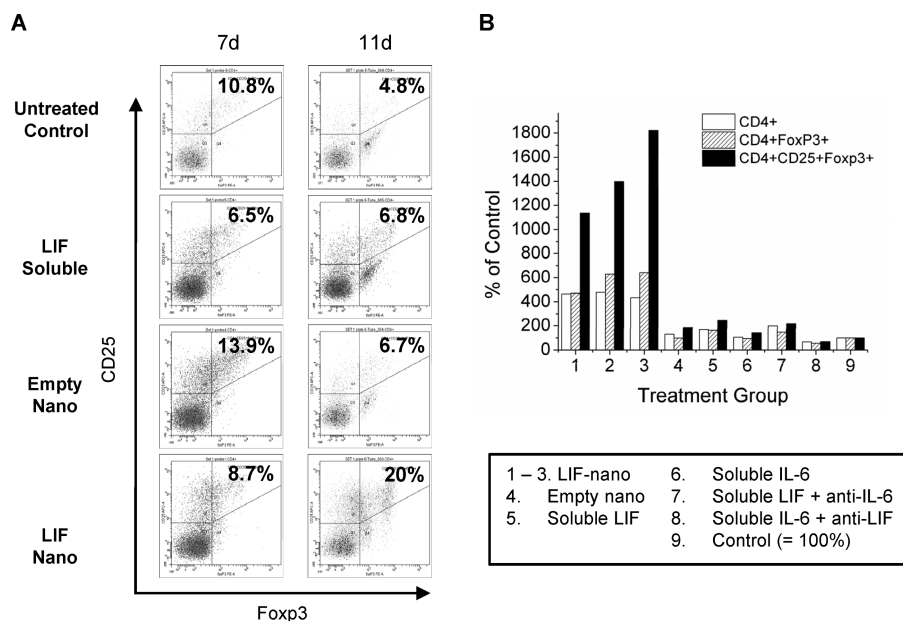 A
B
7d
11d
Untreated
Control
10.8%
4.8%
LIF
Soluble
6.5%
6.8%
Empty
Nano
13.9%
6.7%
LIF
Nano
8.7%
20%
CD25
Foxp3
CD4+
CD4+FoxP3+
CD4+CD25+Foxp3+
% of Control
1800
1600
1400
1200
1000
800
600
400
200
0
1 2 3 4 5 6 7 8 9
Treatment Group
1 – 3. LIF-nano
4. Empty nano
5. Soluble LIF
6. Soluble IL-6
7. Soluble LIF + anti-IL-6
8. Soluble IL-6 + anti-LIF
9. Control (= 100%)